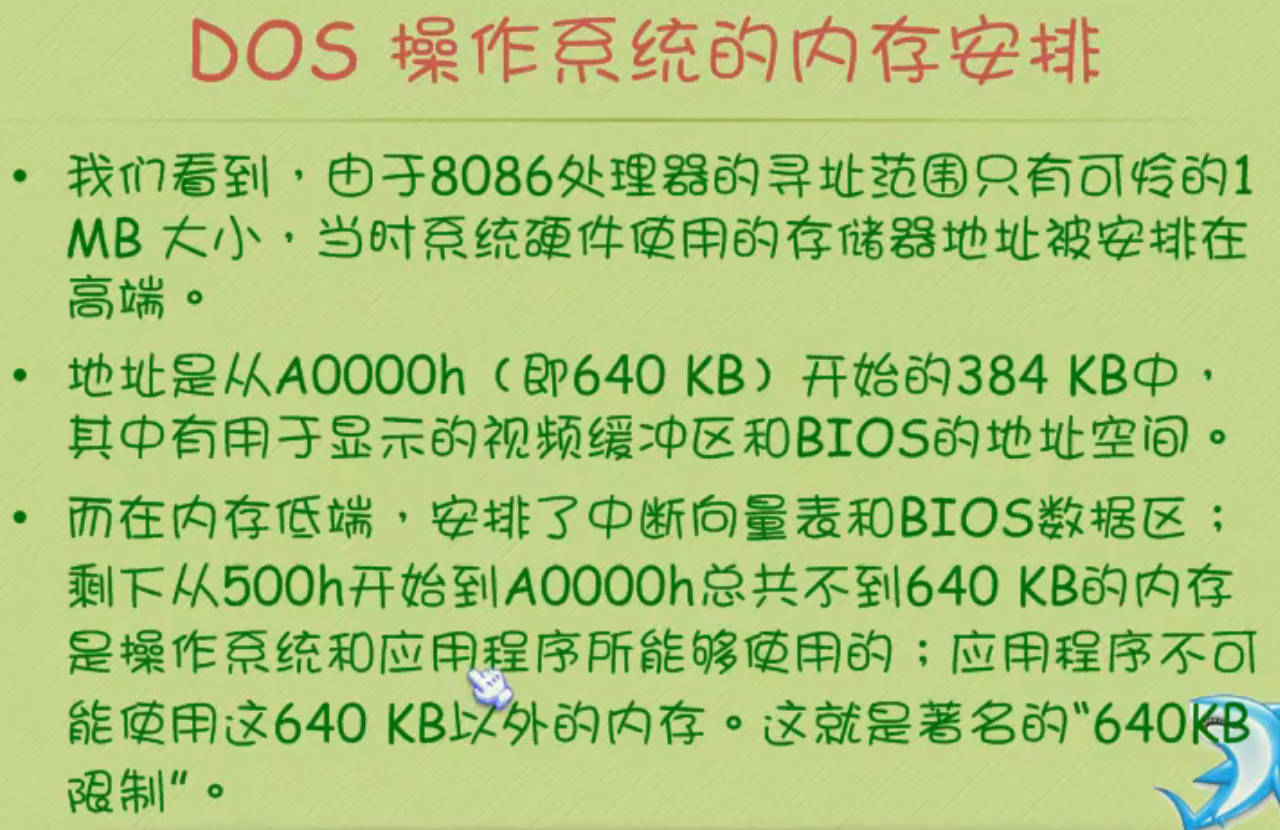 DOS 操作系统的内存安排
• 我们看到，由于8086处理器的寻址范围只有可怜的1
MB 大小，当时系统硬件使用的存储器地址被安排在
高端。
• 地址是从A0000h（即640 KB）开始的384 KB中，
其中有用于显示的视频缓冲区和BIOS的地址空间。
• 而在内存低端，安排了中断向量表和BIOS数据区；
剩下从500h开始到A0000h总共不到640 KB的内存
是操作系统和应用程序所能够使用的；应用程序不可
能使用这640 KB以外的内存。这就是著名的“640KB
限制”。